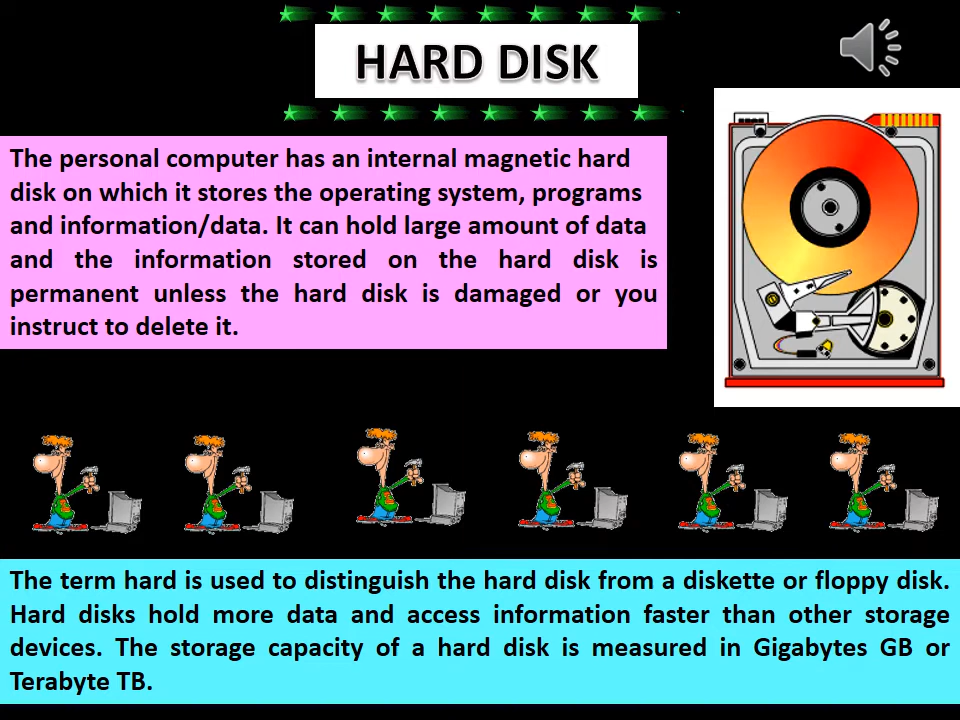 HARD DISK
The personal computer has an internal magnetic hard
disk on which it stores the operating system, programs
and information/data. It can hold large amount of data
and the information stored on the hard disk is
permanent unless the hard disk is damaged or you
instruct to delete it.
The term hard is used to distinguish the hard disk from a diskette or floppy disk.
Hard disks hold more data and access information faster than other storage
devices. The storage capacity of a hard disk is measured in Gigabytes GB or
Terabyte TB.